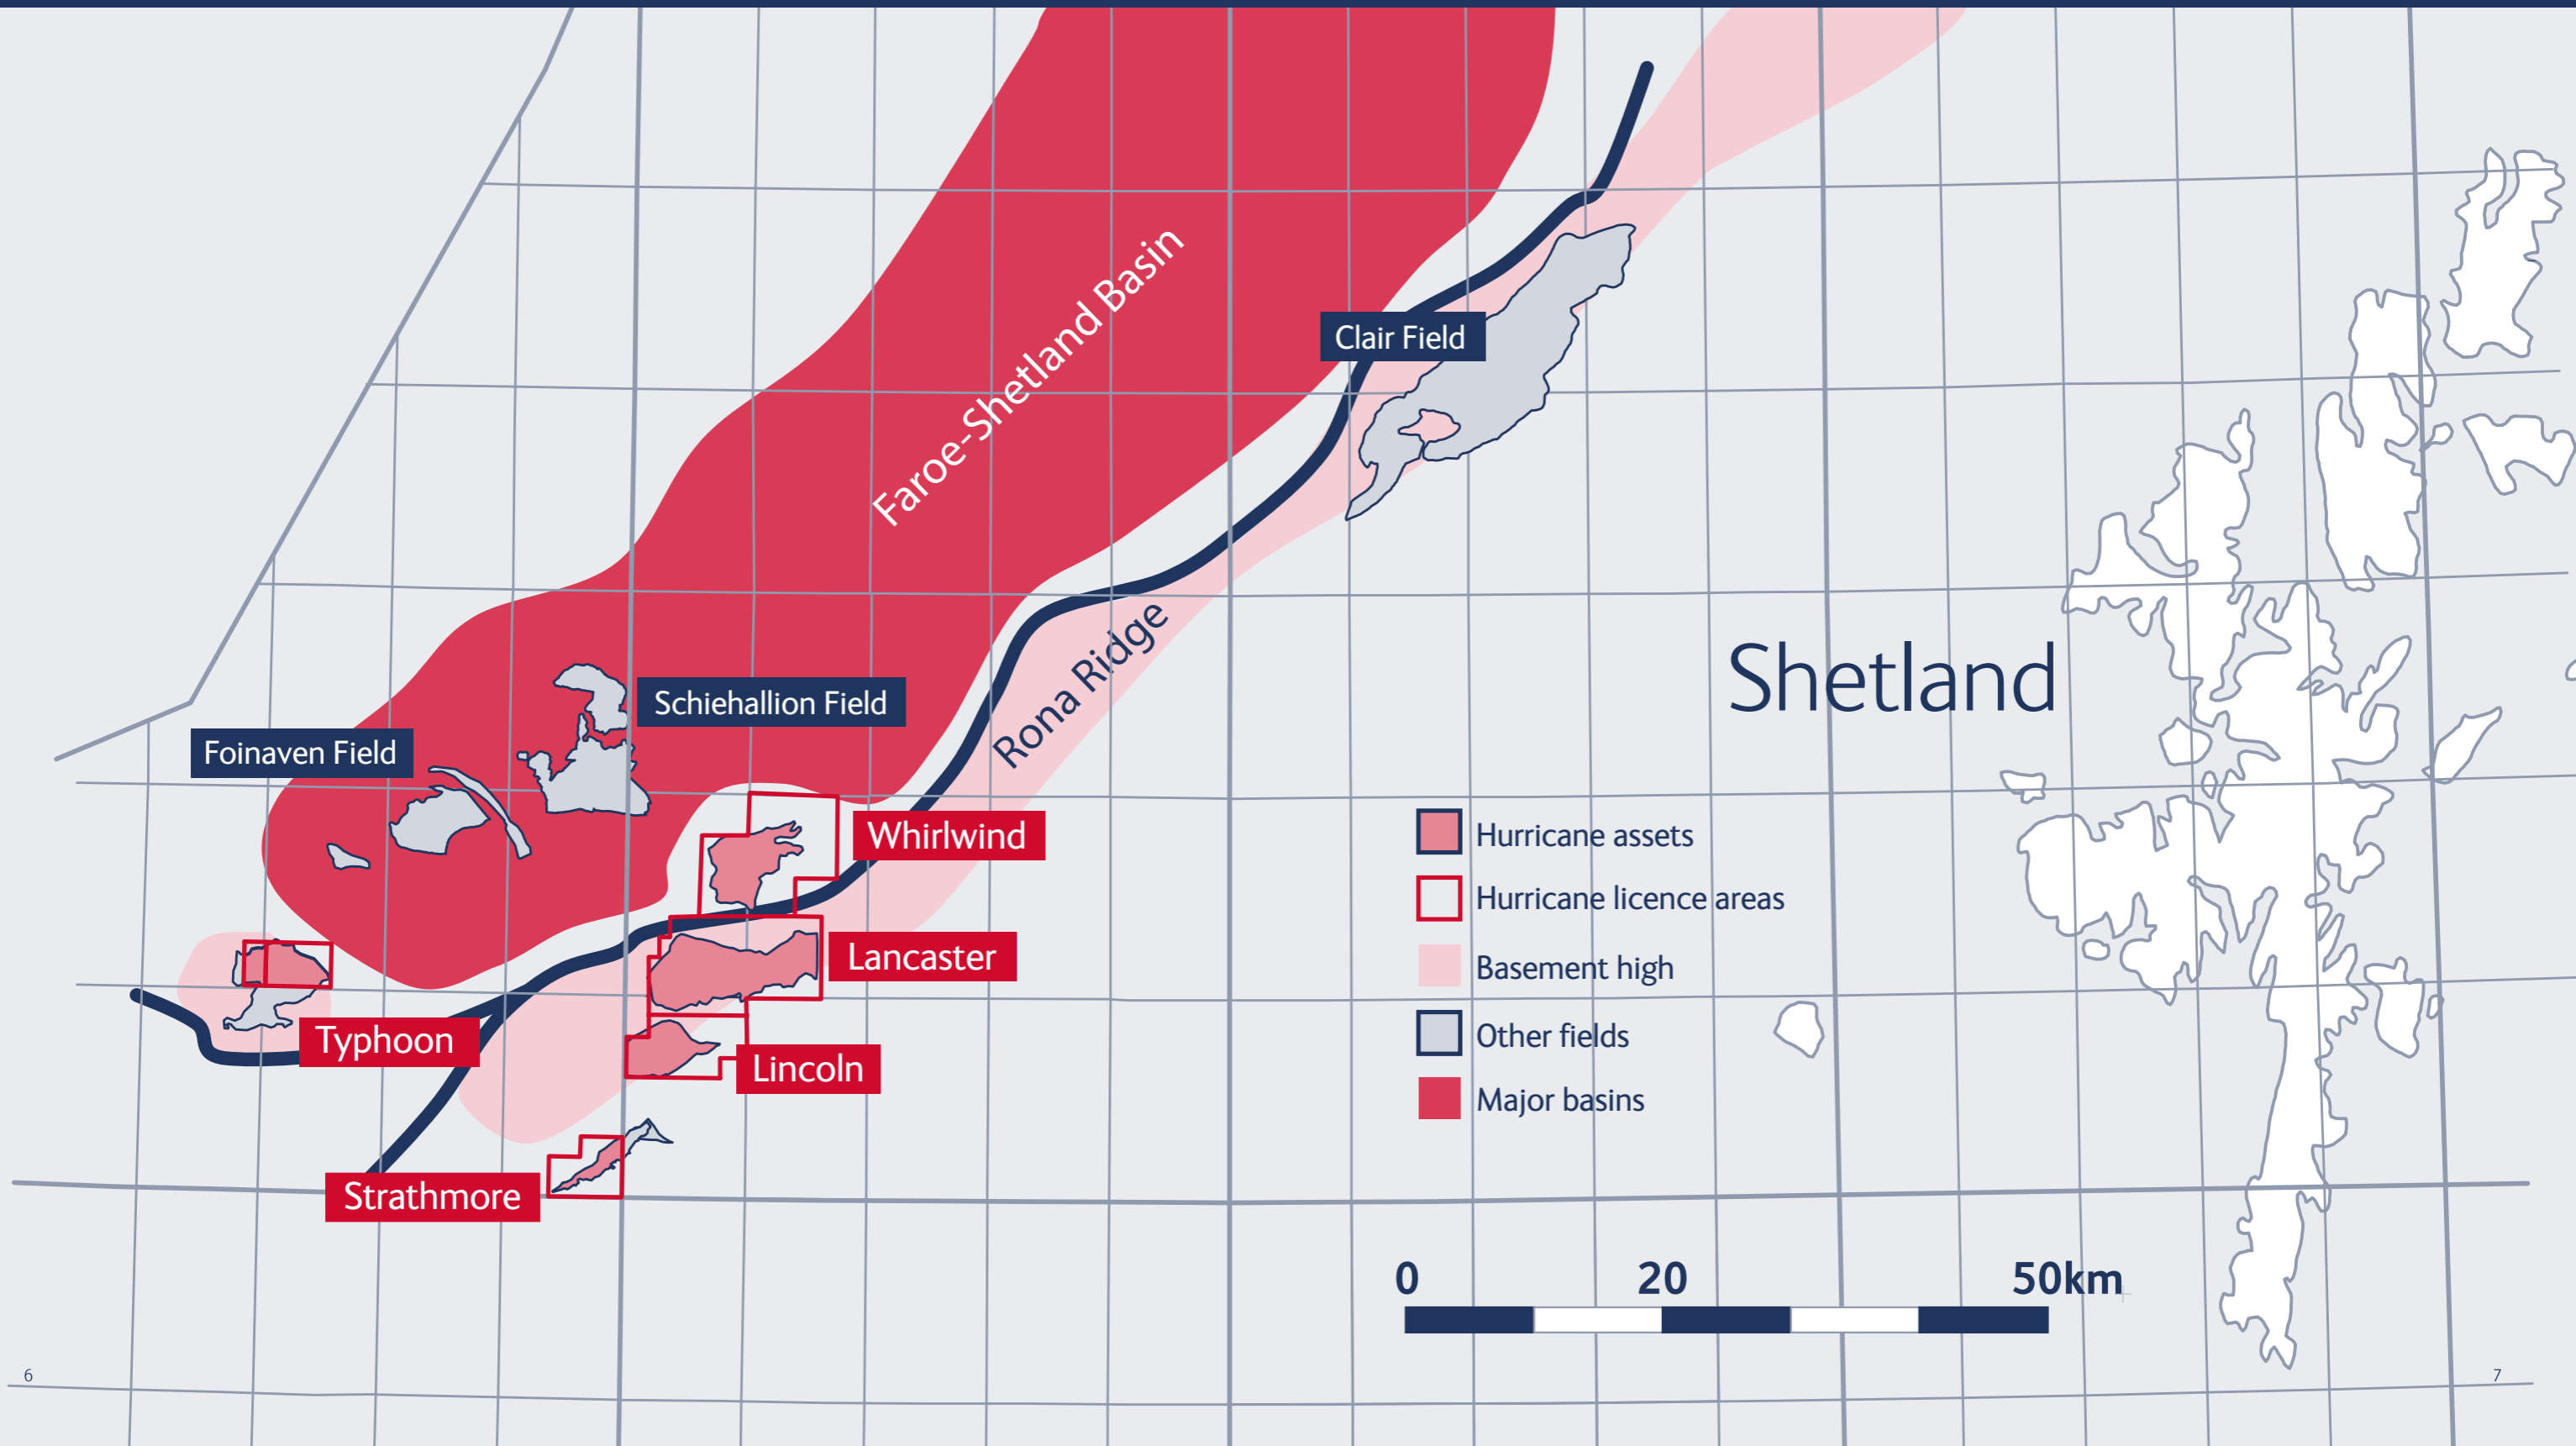 Faroe-Shetland Basin
Clair Field
Rona Ridge
Shetland
Schiehallion Field
Foinaven Field
Whirlwind
Lancaster
Typhoon
Lincoln
Strathmore
Hurricane assets
Hurricane licence areas
Basement high
Other fields
Major basins
0 20 50km
6
7